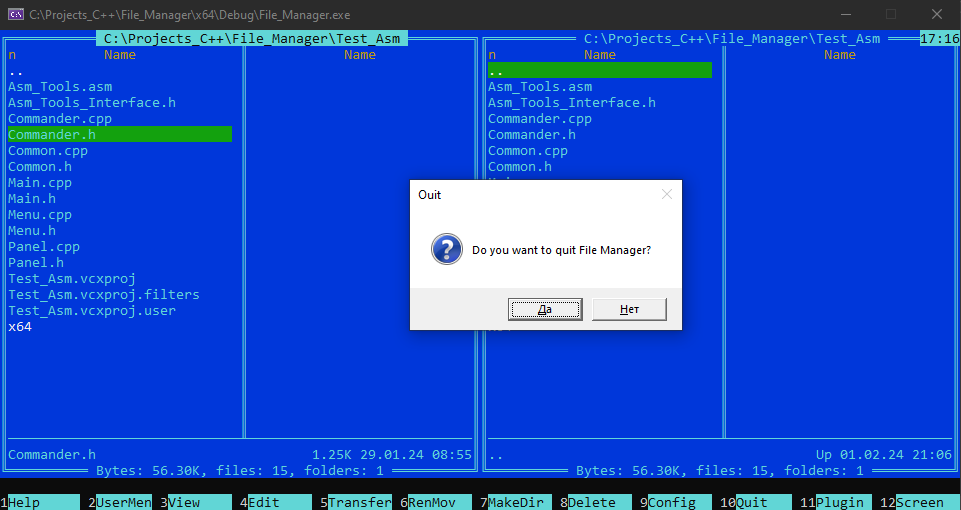 C:\Projects_C++\File_Manager\x64\Debug\File_Manager.exe
C:\Projects_C++\File_Manager\Test_Asm
n Name Name
..
Asm_Tools.asm
Asm_Tools_Interface.h
Commander.cpp
Commander.h
Common.cpp
Common.h
Main.cpp
Main.h
Menu.cpp
Menu.h
Panel.cpp
Panel.h
Test_Asm.vcxproj
Test_Asm.vcxproj.filters
Test_Asm.vcxproj.user
x64
Commander.h 1.25K 29.01.24 08:55
Bytes: 56.30K, files: 15, folders: 1
C:\Projects_C++\File_Manager\Test_Asm 17:16
n Name Name
..
Asm_Tools.asm
Asm_Tools_Interface.h
Commander.cpp
Commander.h
Common.cpp
Common.h
.. Up 01.02.24 21:06
Bytes: 56.30K, files: 15, folders: 1
Quit
Do you want to quit File Manager?
Да Нет
1Help 2UserMen 3View 4Edit 5Transfer 6RenMov 7MakeDir 8Delete 9Config 10Quit 11Plugin 12Screen